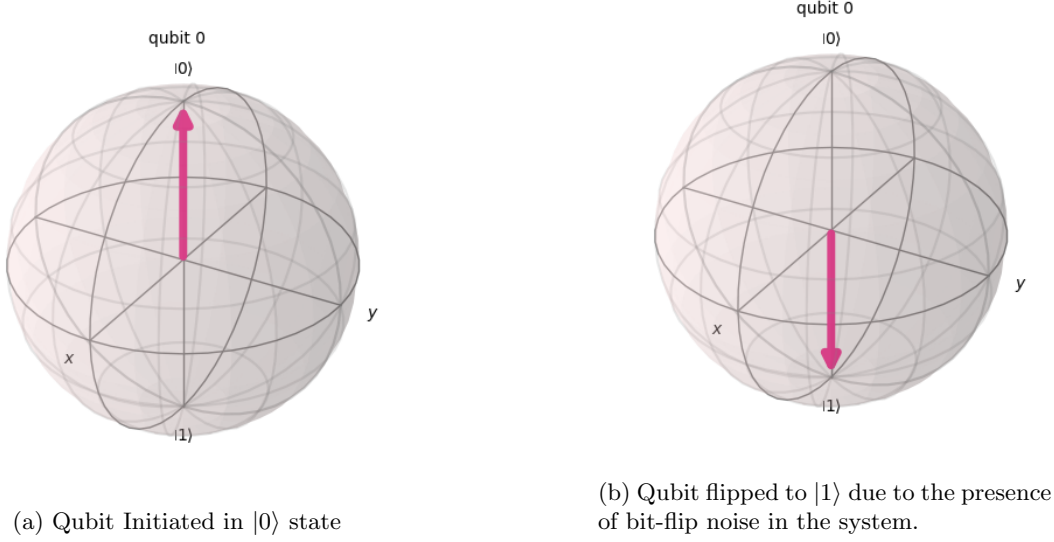 qubit 0
|0⟩
x
y
|1⟩
(a) Qubit Initiated in |0⟩ state
qubit 0
|0⟩
x
y
|1⟩
(b) Qubit flipped to |1⟩ due to the presence
of bit-flip noise in the system.